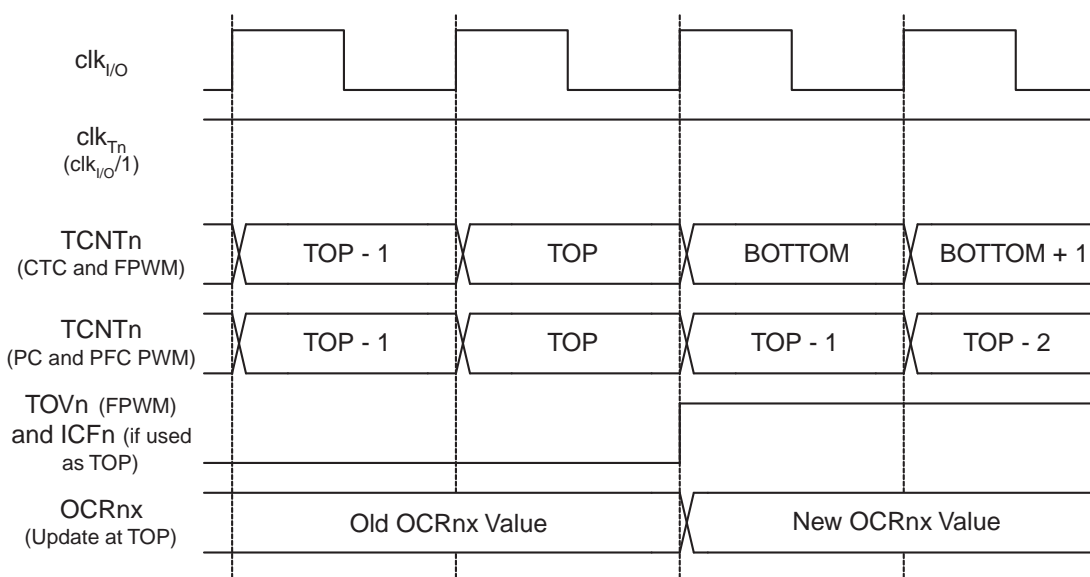 clkI/O
clkTn
(clkI/O/1)
TCNTn
(CTC and FPWM)
TOP - 1
TOP
BOTTOM
BOTTOM + 1
TCNTn
(PC and PFC PWM)
TOP - 1
TOP
TOP - 1
TOP - 2
TOVn (FPWM)
and ICFn (if used
as TOP)
OCRnx
(Update at TOP)
Old OCRnx Value
New OCRnx Value